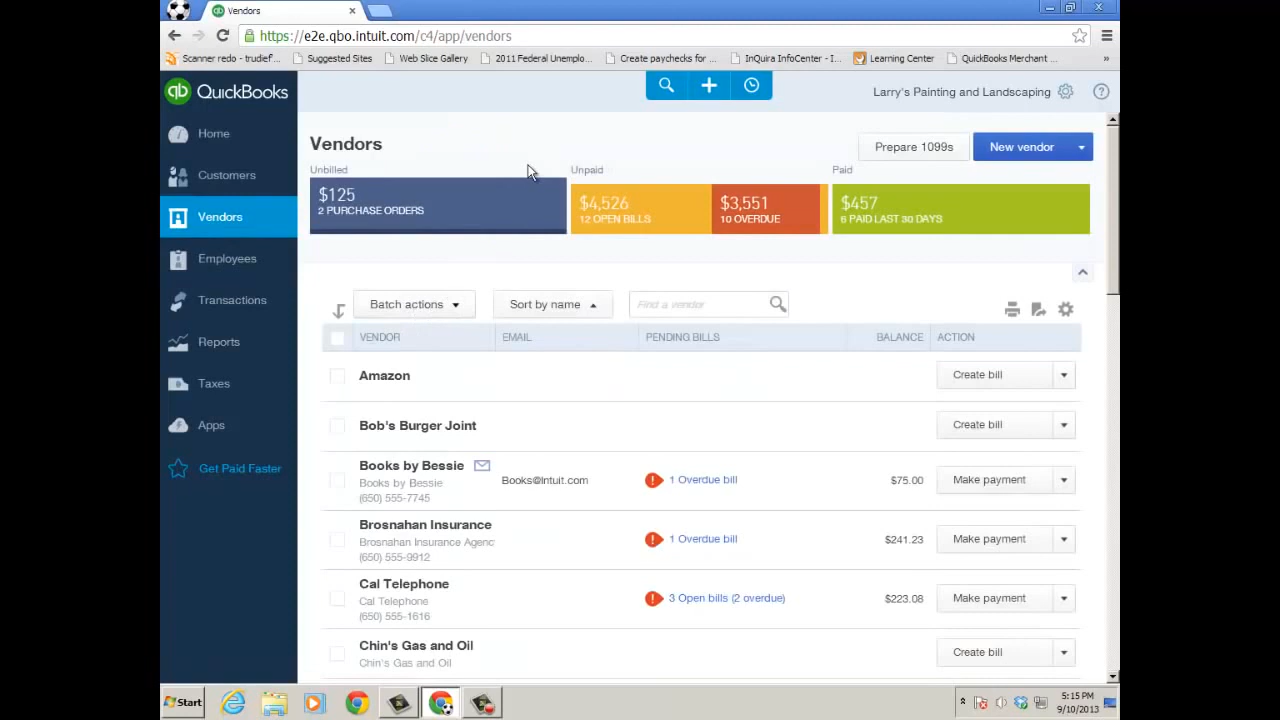 Vendors
https://e2e.qbo.intuit.com/c4/app/vendors
Scanner redo - trudief... Suggested Sites Web Slice Gallery 2011 Federal Unemplo... Create paychecks for ... InQuira InfoCenter - I... Learning Center QuickBooks Merchant ... »
qb QuickBooks
Larry's Painting and Landscaping
Home
Customers
Vendors
Employees
Transactions
Reports
Taxes
Apps
Get Paid Faster
Vendors
Prepare 1099s
New vendor
Unbilled Unpaid Paid
$125 $4,526 $3,551 $457
2 PURCHASE ORDERS 12 OPEN BILLS 10 OVERDUE 6 PAID LAST 30 DAYS
Batch actions Sort by name Find a vendor
VENDOR EMAIL PENDING BILLS BALANCE ACTION
Amazon Create bill
Bob's Burger Joint Create bill
Books by Bessie
Books by Bessie Books@Intuit.com 1 Overdue bill $75.00 Make payment
(650) 555-7745
Brosnahan Insurance
Brosnahan Insurance Agenc 1 Overdue bill $241.23 Make payment
(650) 555-9912
Cal Telephone
Cal Telephone 3 Open bills (2 overdue) $223.08 Make payment
(650) 555-1616
Chin's Gas and Oil Create bill
Chin's Gas and Oil
Start
5:15 PM
9/10/2013